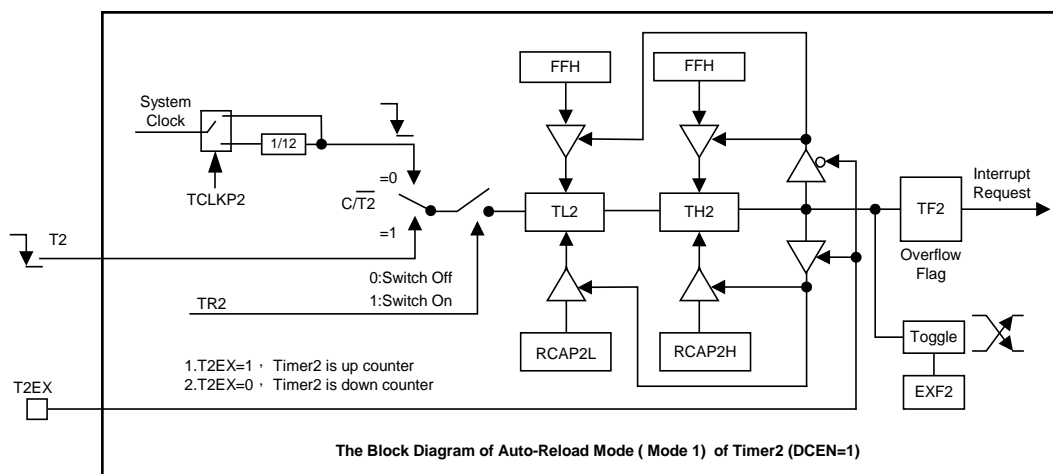 FFH
FFH
System
Clock
1/12
TCLKP2
=0
C/T2
=1
TL2
TH2
TF2
Interrupt
Request
Overflow
Flag
T2
0:Switch Off
1:Switch On
TR2
RCAP2L
RCAP2H
Toggle
EXF2
1.T2EX=1， Timer2 is up counter
2.T2EX=0， Timer2 is down counter
T2EX
The Block Diagram of Auto-Reload Mode ( Mode 1) of Timer2 (DCEN=1)